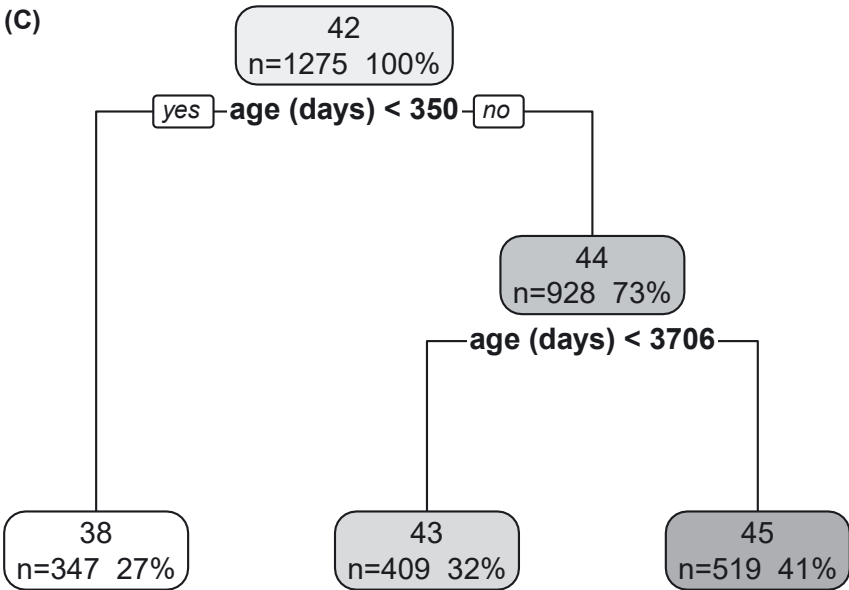 (C)
42
n=1275 100%
yes age (days) < 350 no
44
n=928 73%
age (days) < 3706
38
n=347 27%
43
n=409 32%
45
n=519 41%